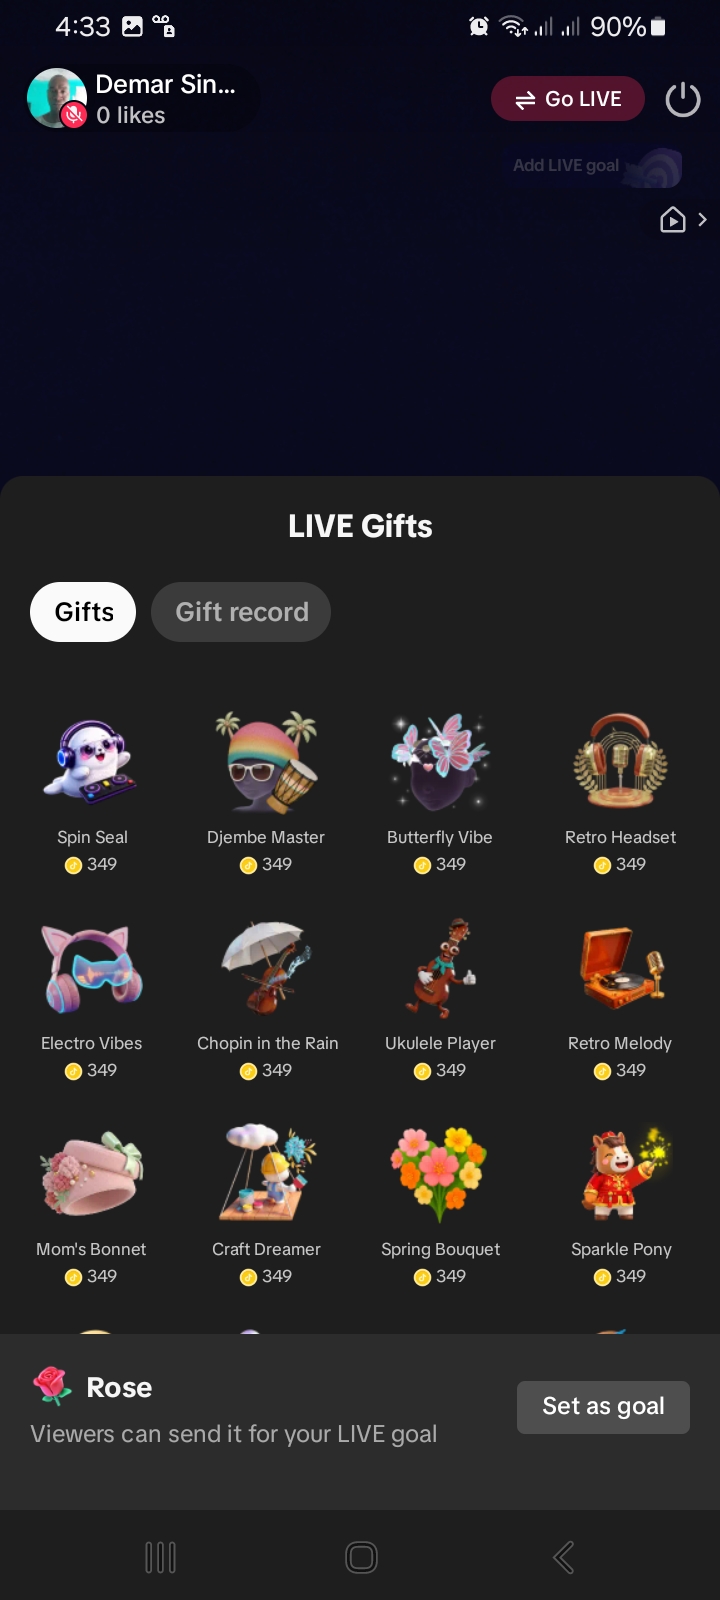 4:33
90%
Demar Sin...
0 likes
Go LIVE
Add LIVE goal
LIVE Gifts
Gifts
Gift record
Spin Seal
Djembe Master
Butterfly Vibe
Retro Headset
349
349
349
349
Electro Vibes
Chopin in the Rain
Ukulele Player
Retro Melody
349
349
349
349
Mom's Bonnet
Craft Dreamer
Spring Bouquet
Sparkle Pony
349
349
349
349
Rose
Viewers can send it for your LIVE goal
Set as goal